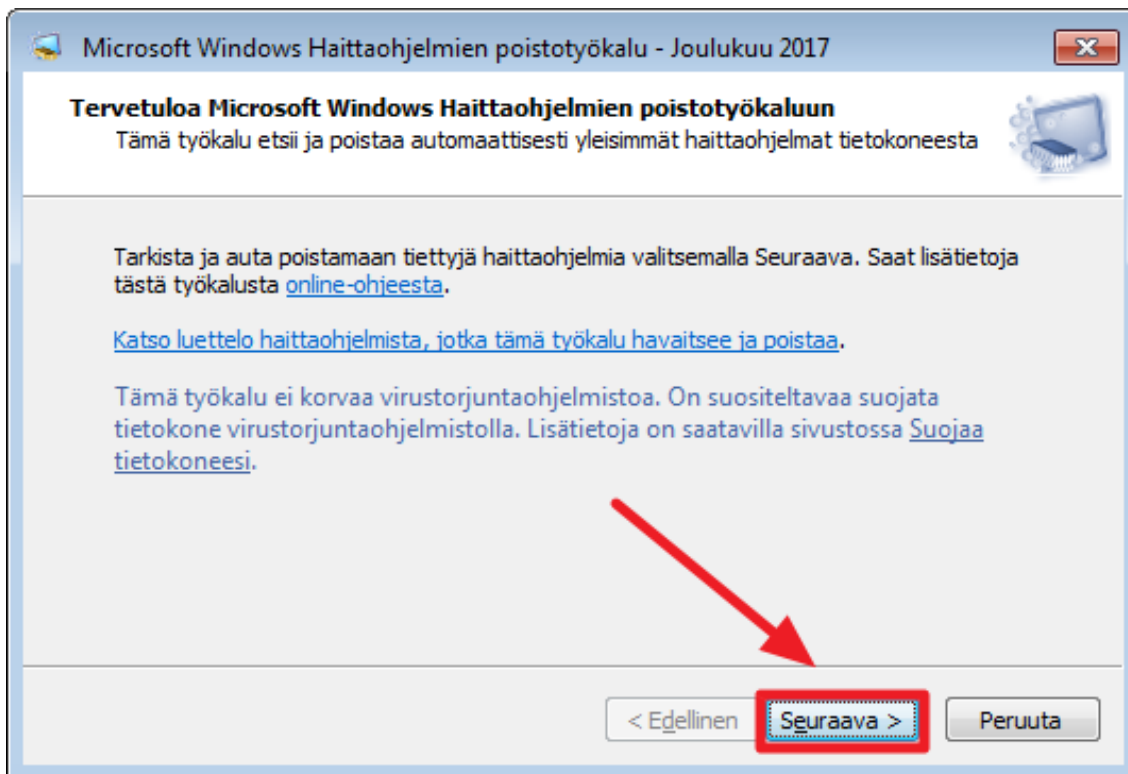 Microsoft Windows Haittaohjelmien poistotyökalu - Joulukuu 2017
Tervetuloa Microsoft Windows Haittaohjelmien poistotyökaluun
Tämä työkalu etsii ja poistaa automaattisesti yleisimmät haittaohjelmat tietokoneesta
Tarkista ja auta poistamaan tiettyjä haittaohjelmia valitsemalla Seuraava. Saat lisätietoja
tästä työkalusta online-ohjeesta.
Katso luettelo haittaohjelmista, jotka tämä työkalu havaitsee ja poistaa.
Tämä työkalu ei korvaa virustorjuntaohjelmistoa. On suositeltavaa suojata
tietokone virustorjuntaohjelmistolla. Lisätietoja on saatavilla sivustossa Suojaa
tietokoneesi.
< Edellinen Seuraava > Peruuta